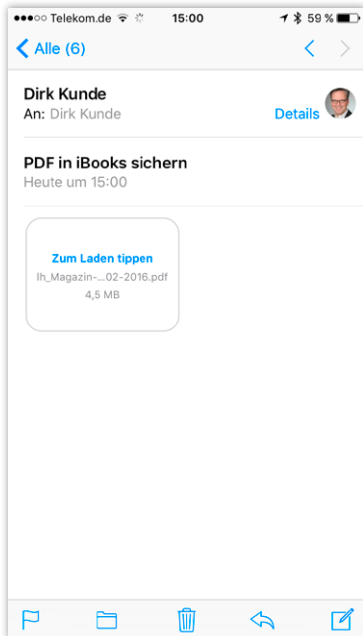 Telekom.de 15:00 59 %
Alle (6)
Dirk Kunde
An: Dirk Kunde Details
PDF in iBooks sichern
Heute um 15:00
Zum Laden tippen
lh_Magazin-...02-2016.pdf
4,5 MB